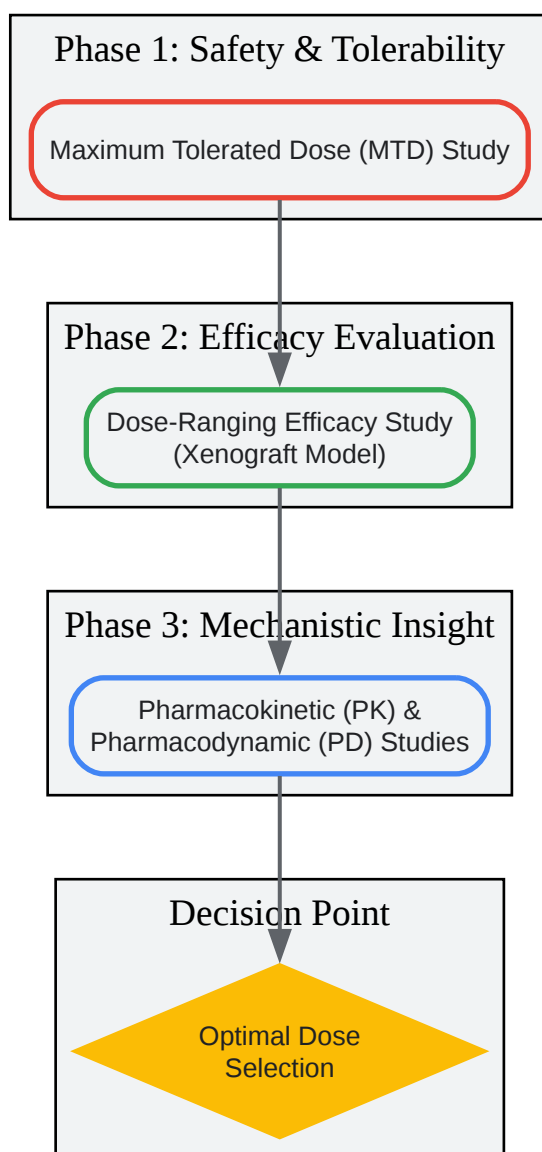 Phase 1: Safety & Tolerability
Maximum Tolerated Dose (MTD) Study
Phase 2: Efficacy Evaluation
Dose-Ranging Efficacy Study
(Xenograft Model)
Phase 3: Mechanistic Insight
Pharmacokinetic (PK) &
Pharmacodynamic (PD) Studies
Decision Point
Optimal Dose
Selection